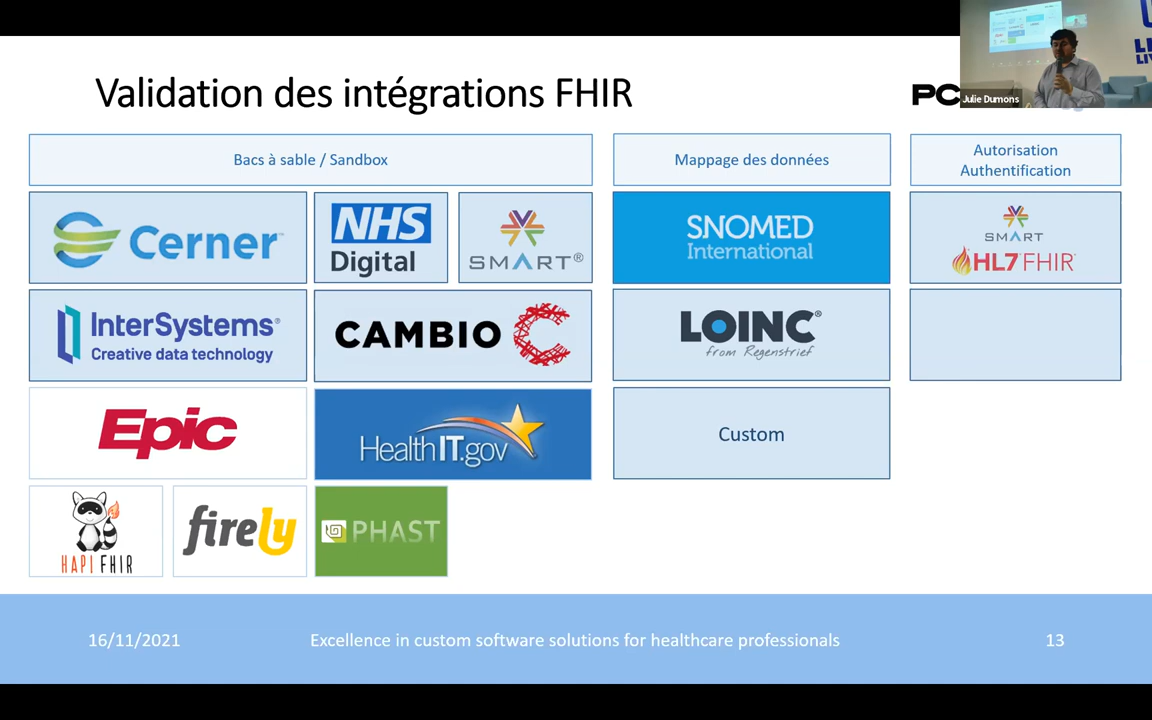 Validation des intégrations FHIR
PC
Julie Dumons
Bacs à sable / Sandbox
Mappage des données
Autorisation
Authentification
Cerner™
NHS
Digital
SMART®
SNOMED
International
SMART
HL7® FHIR®
InterSystems®
Creative data technology
CAMBIO
LOINC®
from Regenstrief
Epic
HealthIT.gov
Custom
HAPI FHIR
firely
PHAST
16/11/2021
Excellence in custom software solutions for healthcare professionals
13